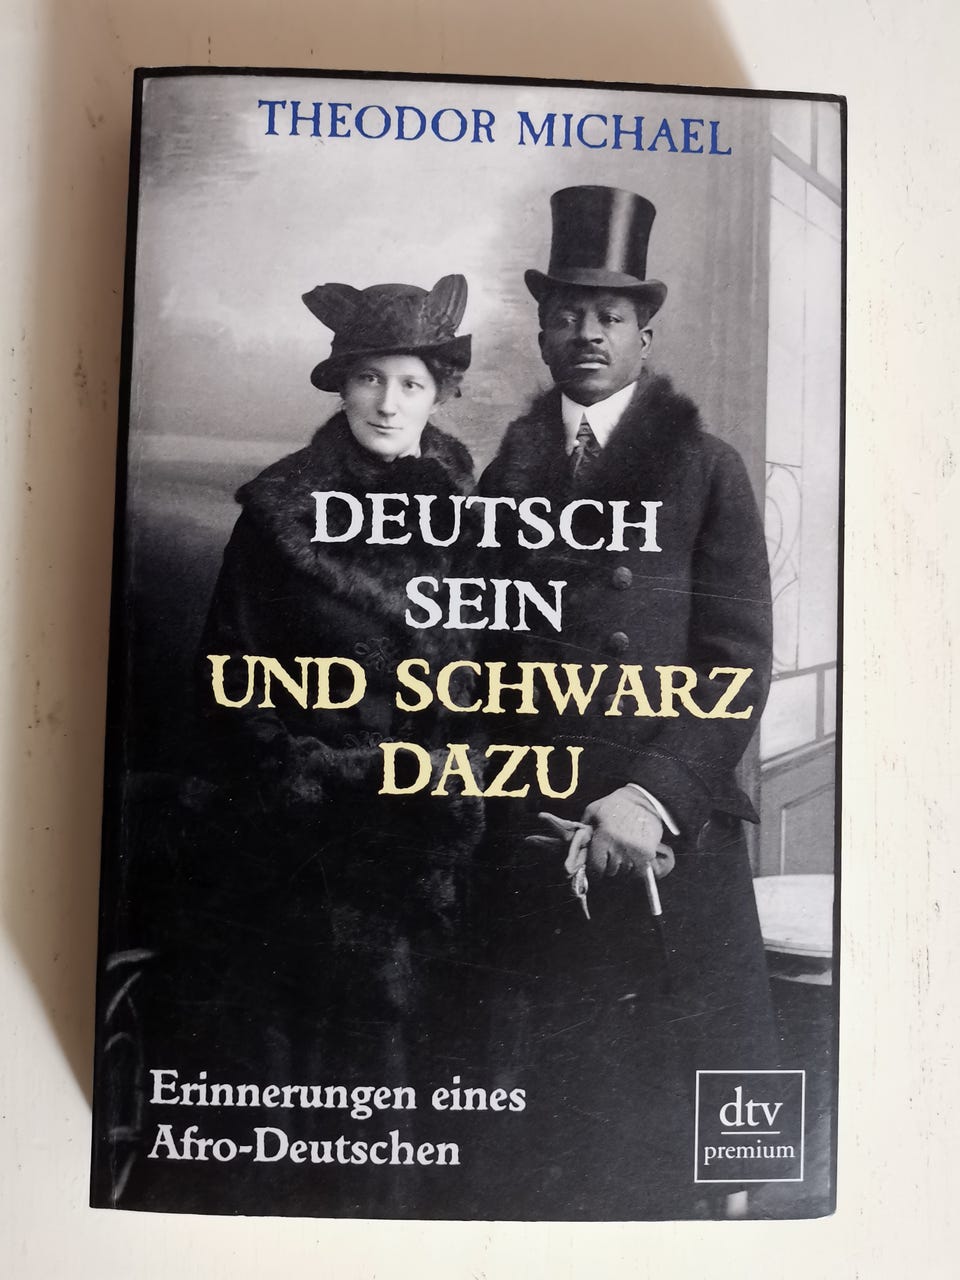 THEODOR MICHAEL
DEUTSCH
SEIN
UND SCHWARZ
DAZU
Erinnerungen eines
Afro-Deutschen
dtv
premium